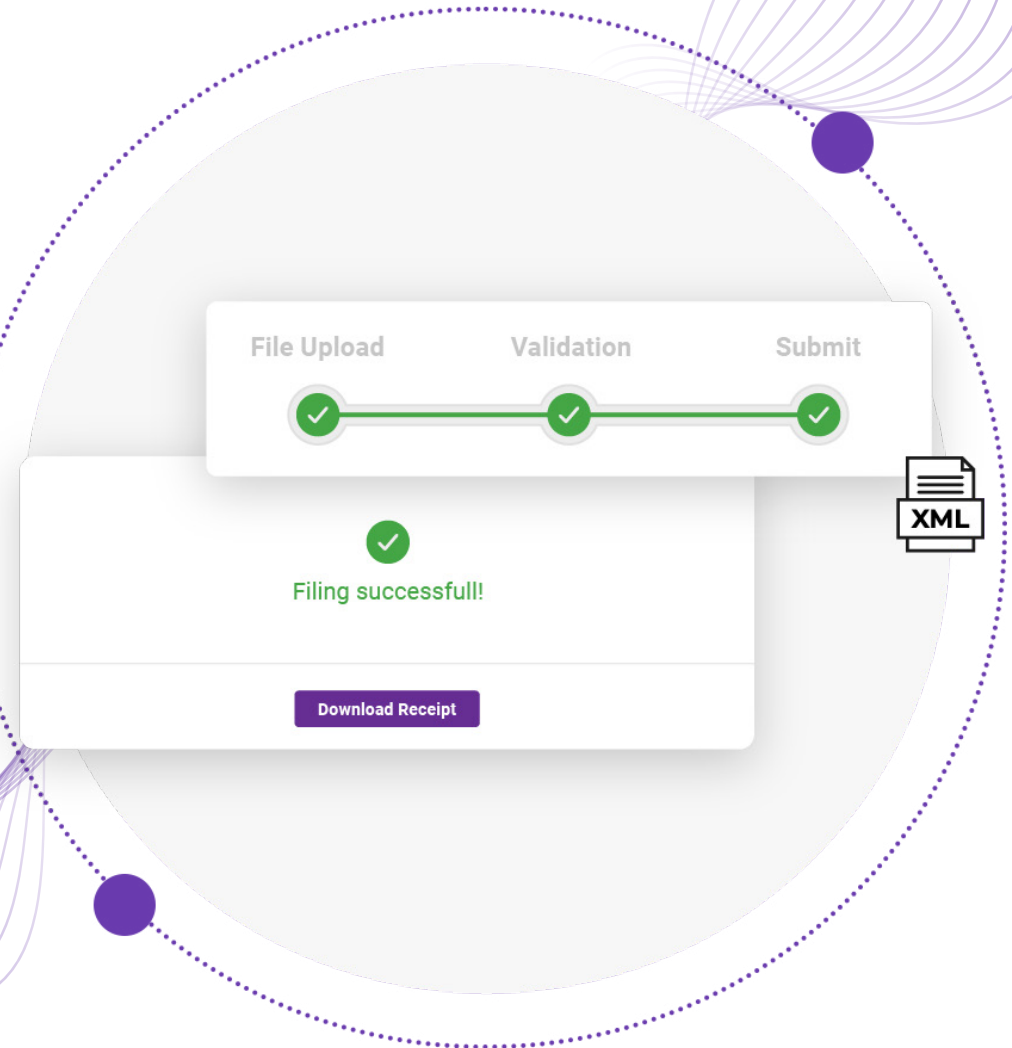 File Upload Validation Submit
XML
Filing successfull!
Download Receipt